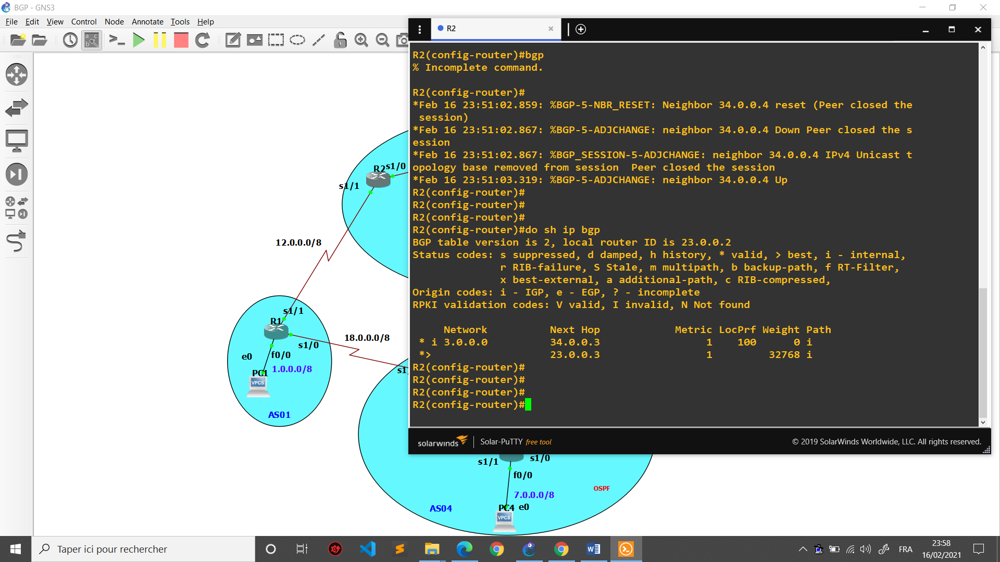 BGP - GNS3
File Edit View Control Node Annotate Tools Help
R2
R2(config-router)#bgp
% Incomplete command.
R2(config-router)#
*Feb 16 23:51:02.859: %BGP-5-NBR_RESET: Neighbor 34.0.0.4 reset (Peer closed the
session)
*Feb 16 23:51:02.867: %BGP-5-ADJCHANGE: neighbor 34.0.0.4 Down Peer closed the s
ession
*Feb 16 23:51:02.867: %BGP_SESSION-5-ADJCHANGE: neighbor 34.0.0.4 IPv4 Unicast t
opology base removed from session  Peer closed the session
*Feb 16 23:51:03.319: %BGP-5-ADJCHANGE: neighbor 34.0.0.4 Up
R2(config-router)#
R2(config-router)#
R2(config-router)#
R2(config-router)#do sh ip bgp
BGP table version is 2, local router ID is 23.0.0.2
Status codes: s suppressed, d damped, h history, * valid, > best, i - internal,
r RIB-failure, S Stale, m multipath, b backup-path, f RT-Filter,
x best-external, a additional-path, c RIB-compressed,
Origin codes: i - IGP, e - EGP, ? - incomplete
RPKI validation codes: V valid, I invalid, N Not found
Network Next Hop Metric LocPrf Weight Path
* i 3.0.0.0 34.0.0.3 1 100 0 i
*> 23.0.0.3 1 32768 i
R2(config-router)#
R2(config-router)#
R2(config-router)#
R2(config-router)#
solarwinds Solar-PuTTY free tool
© 2019 SolarWinds Worldwide, LLC. All rights reserved.
R2
s1/0
s1/1
12.0.0.0/8
s1/1
R1
18.0.0.0/8
s1/0
f0/0
e0
1.0.0.0/8
PC1
VPCS
AS01
s1/
s1/1
s1/0
f0/0
OSPF
7.0.0.0/8
AS04
PC4
e0
VPCS
Taper ici pour rechercher
FRA
23:58
16/02/2021